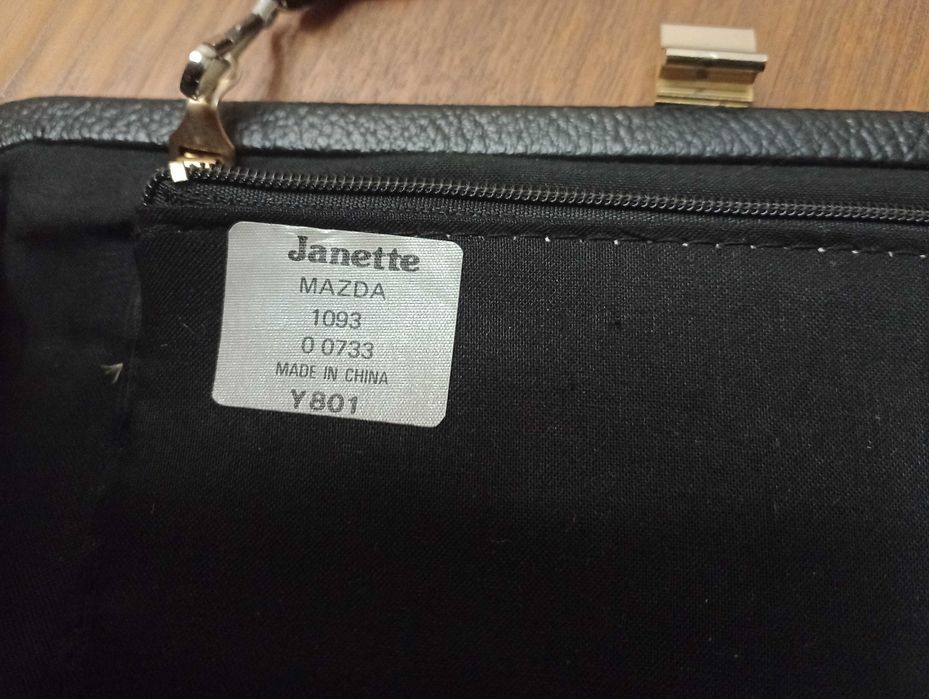 Janette
MAZDA
1093
0 0733
MADE IN CHINA
Y801